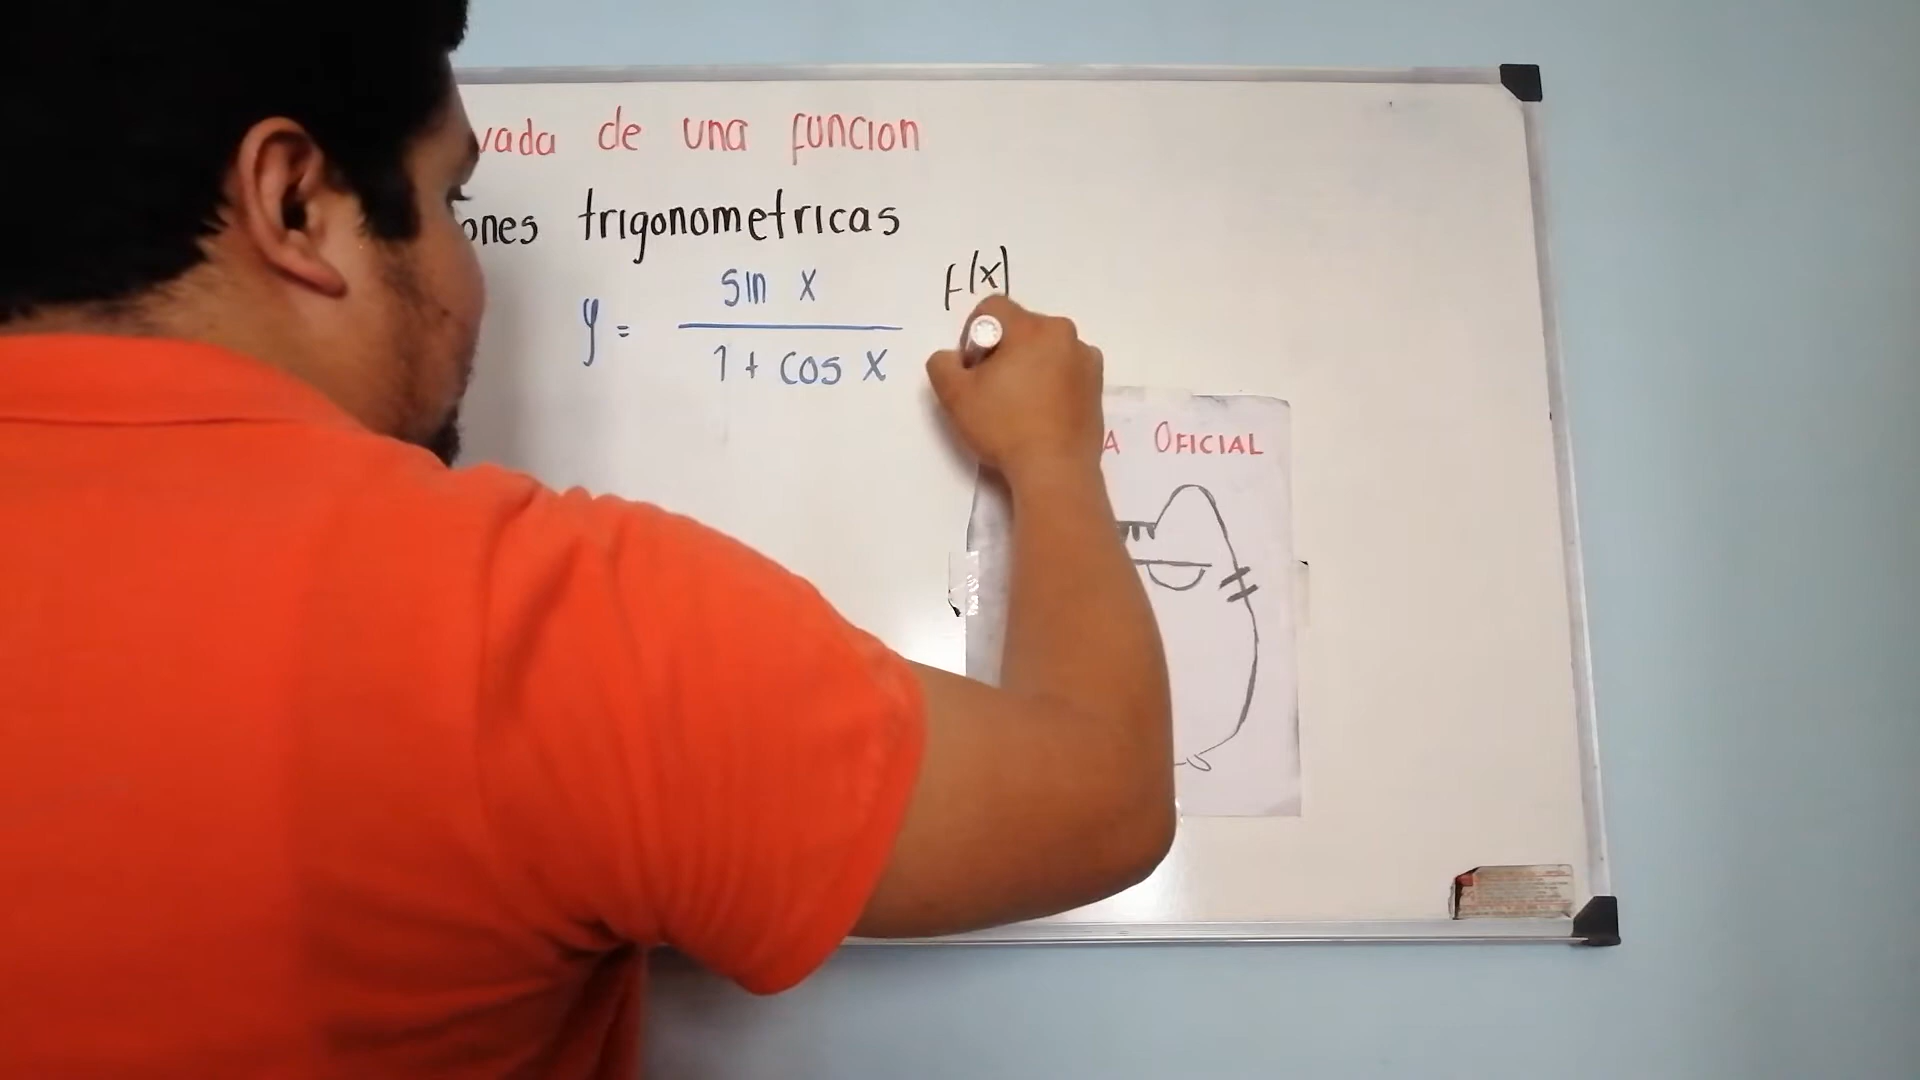 vada de una funcion
ones trigonometricas
y = sin x / 1 + cos x
f(x)
A OFICIAL